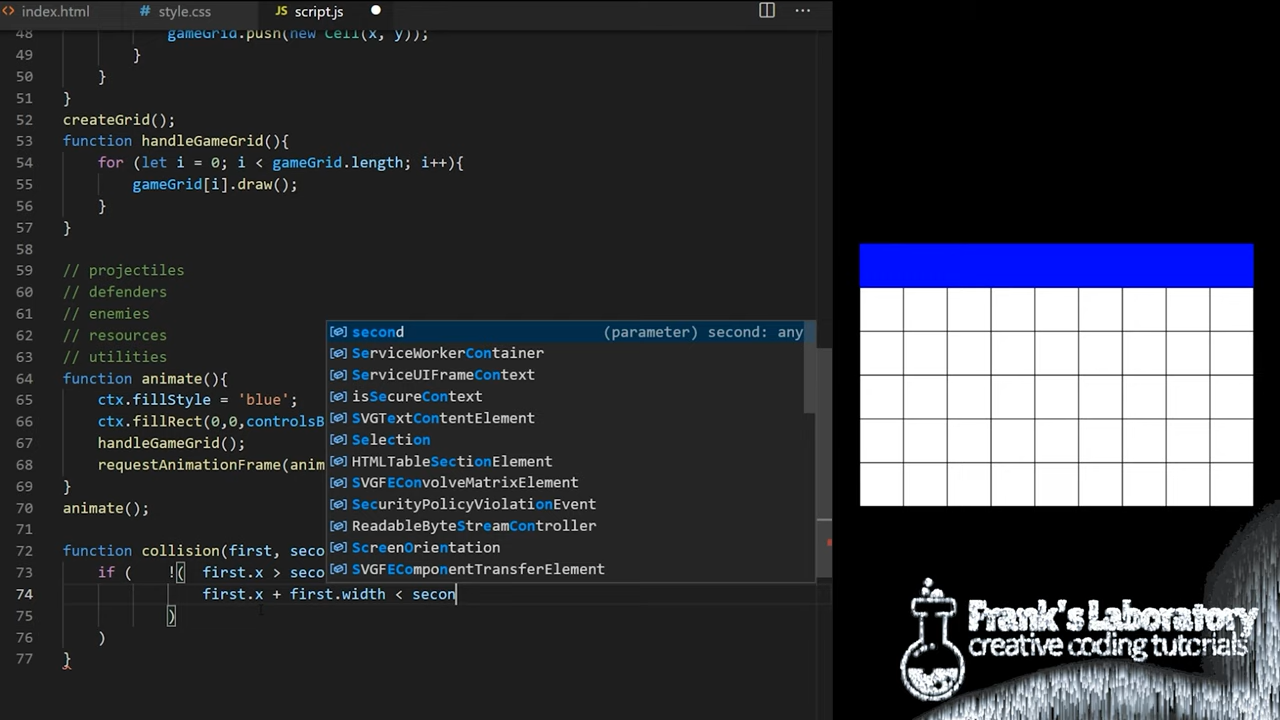 index.html
# style.css
JS script.js
48 gameGrid.push(new Cell(x, y));
49 }
50 }
51 }
52 createGrid();
53 function handleGameGrid(){
54 for (let i = 0; i < gameGrid.length; i++){
55 gameGrid[i].draw();
56 }
57 }
58
59 // projectiles
60 // defenders
61 // enemies
62 // resources
63 // utilities
64 function animate(){
65 ctx.fillStyle = 'blue';
66 ctx.fillRect(0,0,controlsB
67 handleGameGrid();
68 requestAnimationFrame(anim
69 }
70 animate();
71
72 function collision(first, seco
73 if ( !( first.x > seco
74 first.x + first.width < secon
75 )
76 )
77 }
second (parameter) second: any
ServiceWorkerContainer
ServiceUIFrameContext
isSecureContext
SVGTextContentElement
Selection
HTMLTableSectionElement
SVGFEConvolveMatrixElement
SecurityPolicyViolationEvent
ReadableByteStreamController
ScreenOrientation
SVGFEComponentTransferElement
Frank's Laboratory
creative coding tutorials